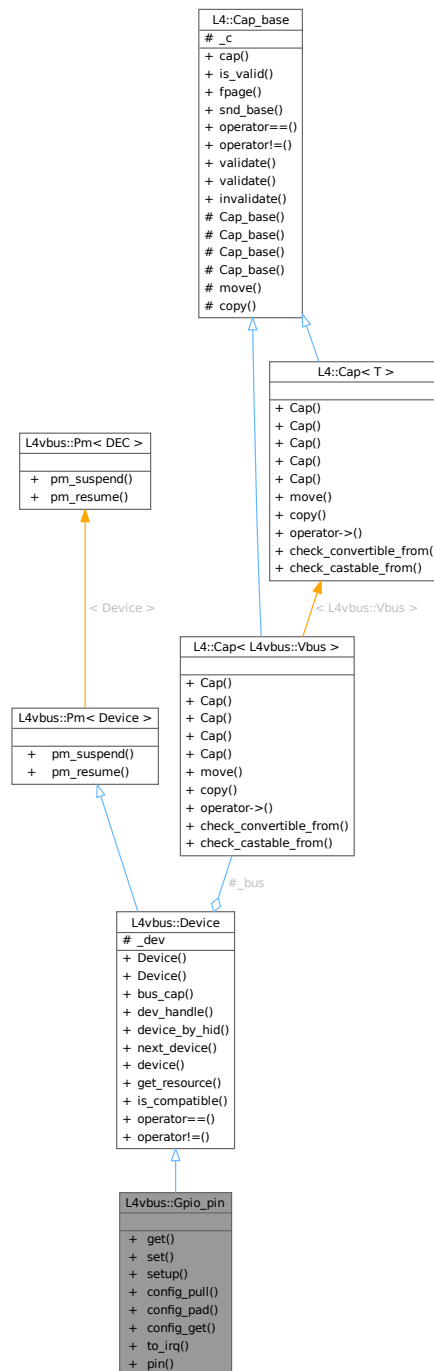 L4::Cap_base
# _c
+ cap()
+ is_valid()
+ fpage()
+ snd_base()
+ operator==()
+ operator!=()
+ validate()
+ validate()
+ invalidate()
# Cap_base()
# Cap_base()
# Cap_base()
# Cap_base()
# move()
# copy()
L4::Cap< T >
+ Cap()
+ Cap()
+ Cap()
+ Cap()
+ Cap()
+ move()
+ copy()
+ operator->()
+ check_convertible_from()
+ check_castable_from()
L4vbus::Pm< DEC >
+ pm_suspend()
+ pm_resume()
< Device >
< L4vbus::Vbus >
L4::Cap< L4vbus::Vbus >
+ Cap()
+ Cap()
+ Cap()
+ Cap()
+ Cap()
+ move()
+ copy()
+ operator->()
+ check_convertible_from()
+ check_castable_from()
L4vbus::Pm< Device >
+ pm_suspend()
+ pm_resume()
#_bus
L4vbus::Device
# _dev
+ Device()
+ Device()
+ bus_cap()
+ dev_handle()
+ device_by_hid()
+ next_device()
+ device()
+ get_resource()
+ is_compatible()
+ operator==()
+ operator!=()
L4vbus::Gpio_pin
+ get()
+ set()
+ setup()
+ config_pull()
+ config_pad()
+ config_get()
+ to_irq()
+ pin()